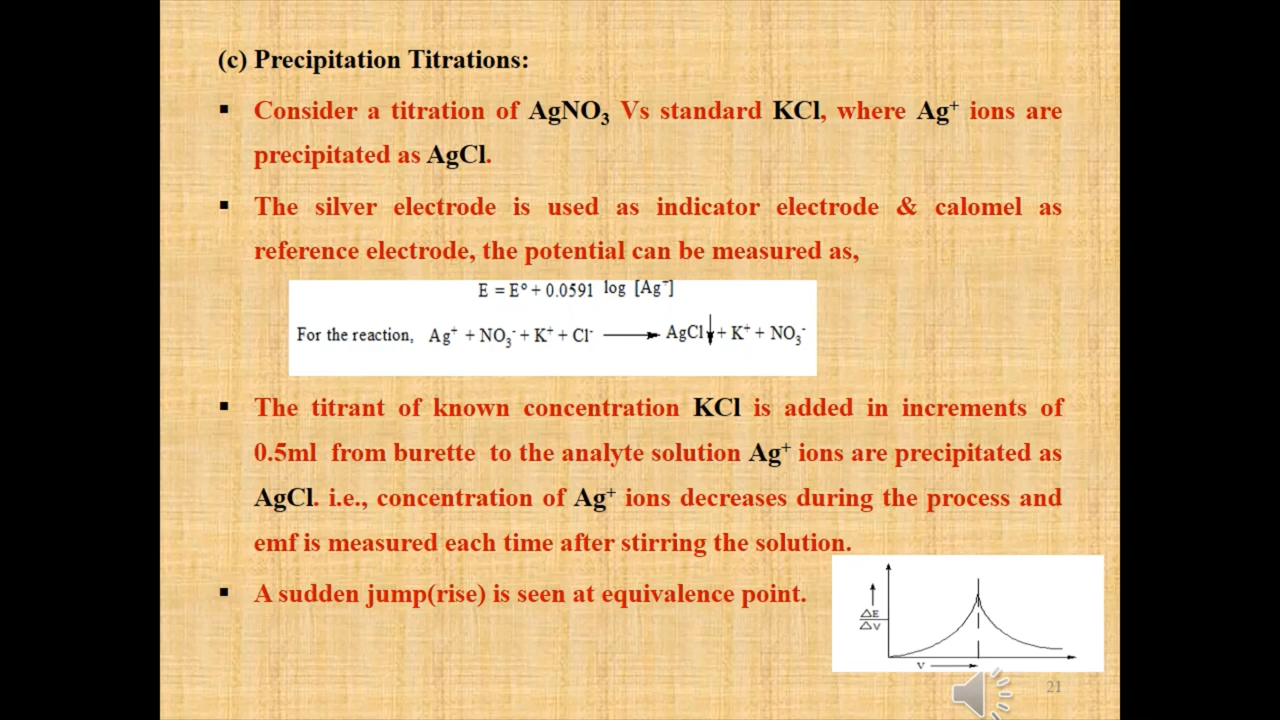 (c) Precipitation Titrations:
▪ Consider a titration of AgNO₃ Vs standard KCl, where Ag⁺ ions are
precipitated as AgCl.
▪ The silver electrode is used as indicator electrode & calomel as
reference electrode, the potential can be measured as,
E = E° + 0.0591 log [Ag⁺]
For the reaction, Ag⁺ + NO₃⁻ + K⁺ + Cl⁻ ⟶ AgCl↓ + K⁺ + NO₃⁻
▪ The titrant of known concentration KCl is added in increments of
0.5ml from burette to the analyte solution Ag⁺ ions are precipitated as
AgCl. i.e., concentration of Ag⁺ ions decreases during the process and
emf is measured each time after stirring the solution.
▪ A sudden jump(rise) is seen at equivalence point.
ΔE
ΔV
V
21